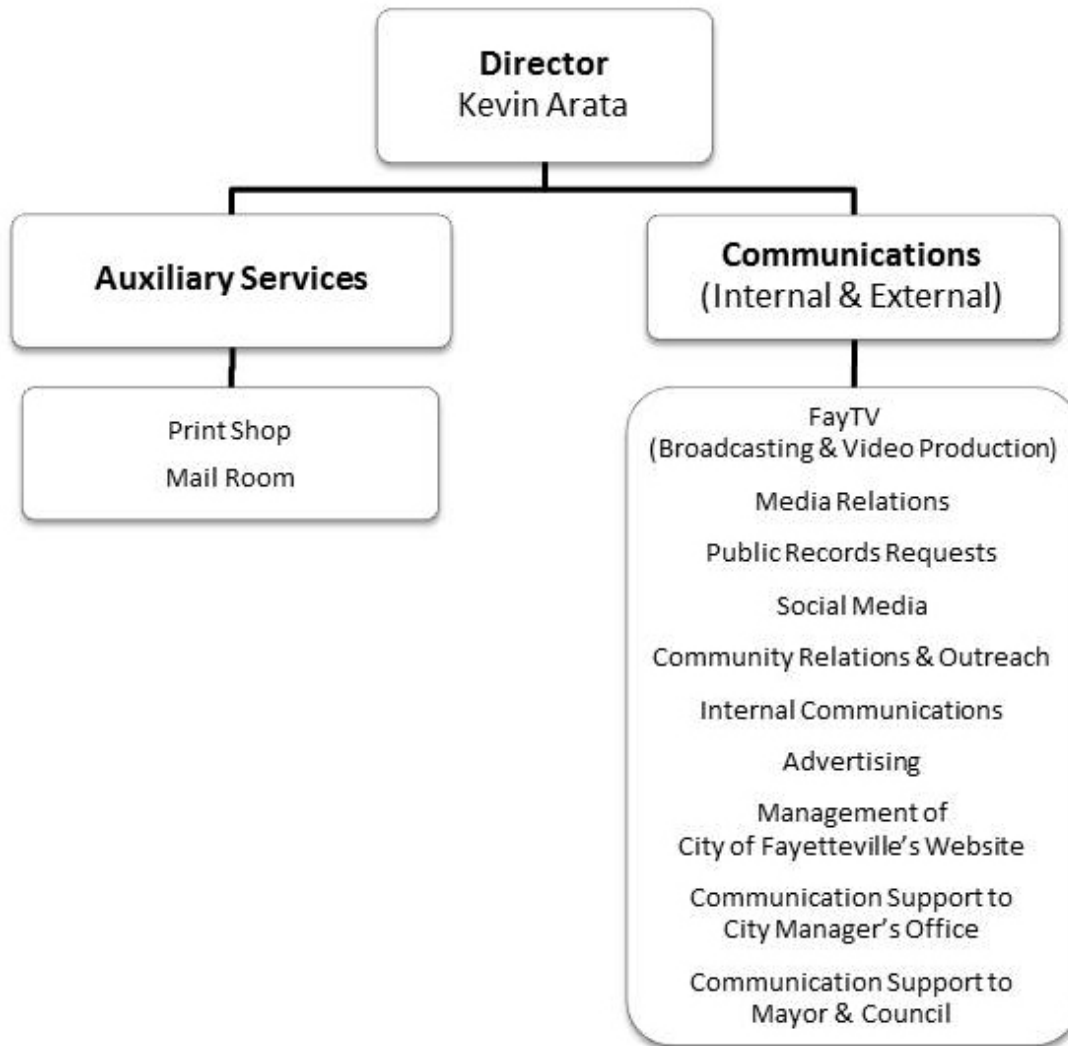 Director
Kevin Arata
Auxiliary Services
Communications
(Internal & External)
Print Shop
Mail Room
FayTV
(Broadcasting & Video Production)
Media Relations
Public Records Requests
Social Media
Community Relations & Outreach
Internal Communications
Advertising
Management of
City of Fayetteville’s Website
Communication Support to
City Manager’s Office
Communication Support to
Mayor & Council